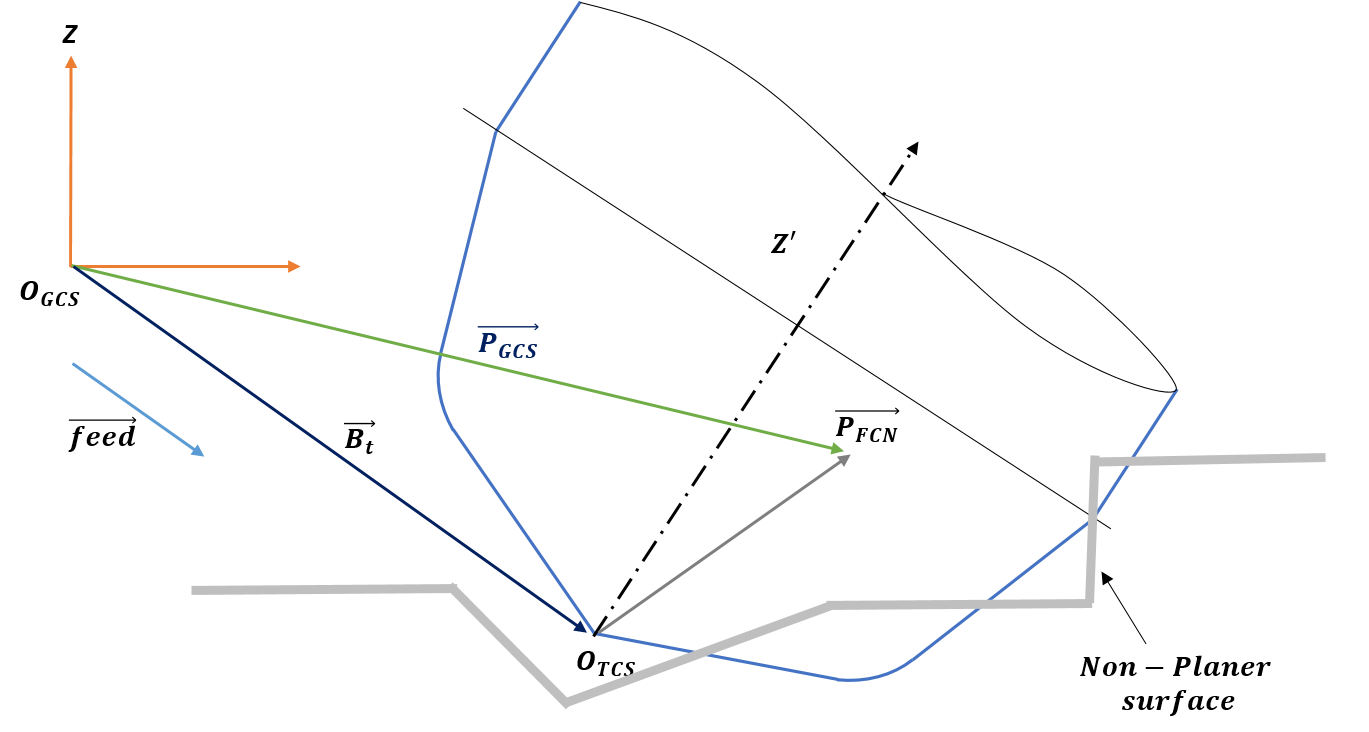 Z
Z′
O_GCS
P_GCS
P_FCN
feed
B_t
O_TCS
Non − Planer
surface